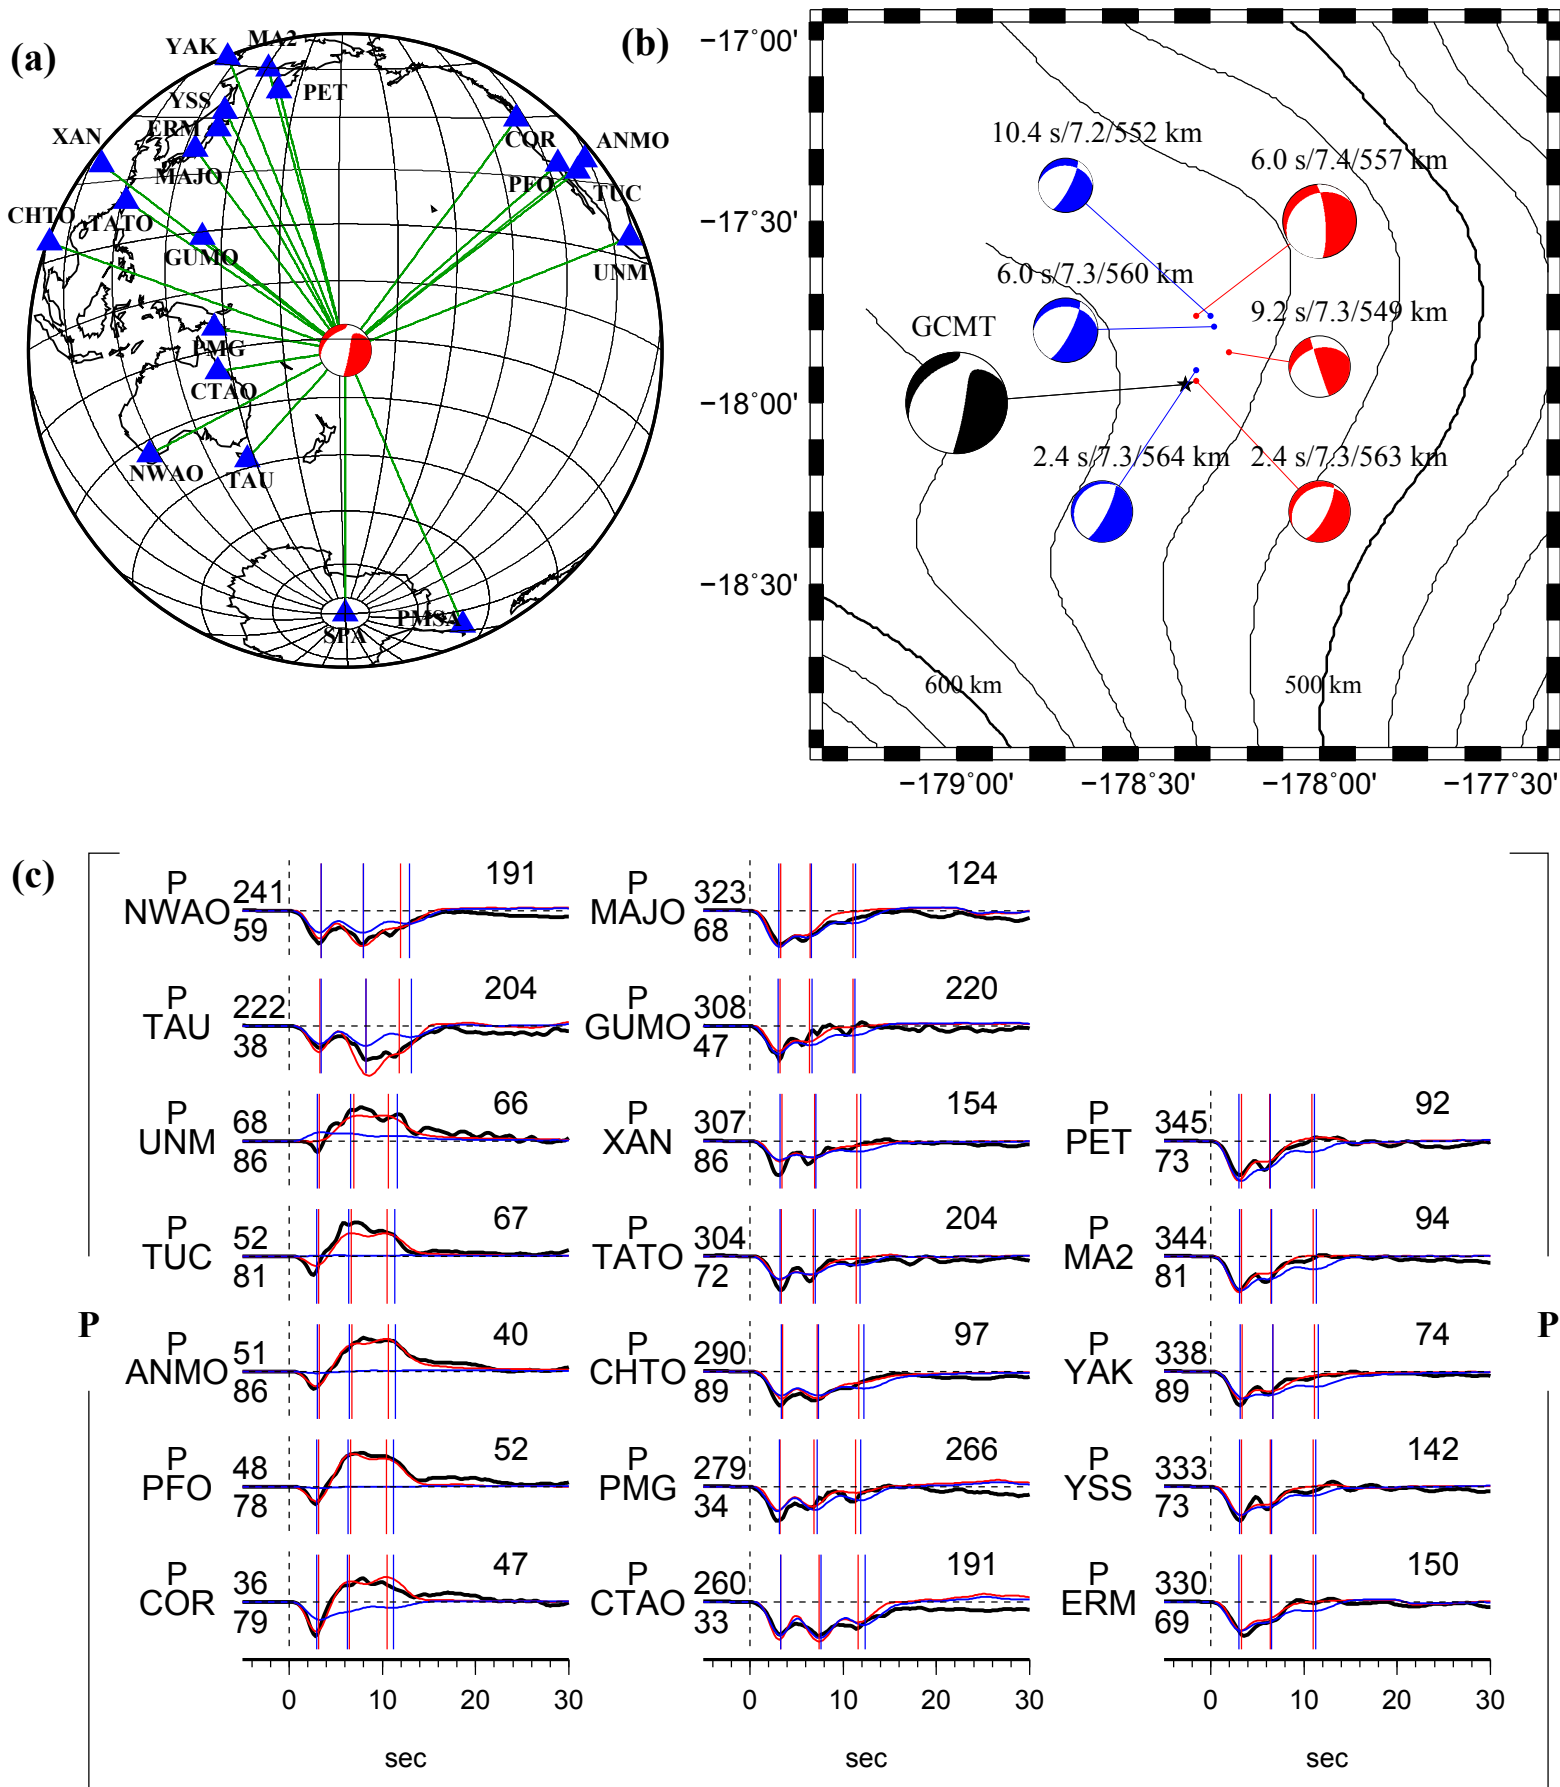 (a)
YAK
MA2
PET
YSS
ERM
XAN
MAJO
COR
ANMO
PFO
TUC
CHTO
TATO
GUMO
UNM
PMG
CTAO
NWAO
TAU
PMSA
SPA
(b)
−17°00'
−17°30'
−18°00'
−18°30'
10.4 s/7.2/552 km
6.0 s/7.4/557 km
6.0 s/7.3/560 km
9.2 s/7.3/549 km
GCMT
2.4 s/7.3/564 km
2.4 s/7.3/563 km
600 km
500 km
−179°00'
−178°30'
−178°00'
−177°30'
(c)
P
NWAO
241
59
191
P
TAU
222
38
204
P
UNM
68
86
66
P
TUC
52
81
67
P
ANMO
51
86
40
P
PFO
48
78
52
P
COR
36
79
47
0 10 20 30
sec
P
MAJO
323
68
124
P
GUMO
308
47
220
P
XAN
307
86
154
P
TATO
304
72
204
P
CHTO
290
89
97
P
PMG
279
34
266
P
CTAO
260
33
191
0 10 20 30
sec
P
PET
345
73
92
P
MA2
344
81
94
P
YAK
338
89
74
P
YSS
333
73
142
P
ERM
330
69
150
0 10 20 30
sec
P
P